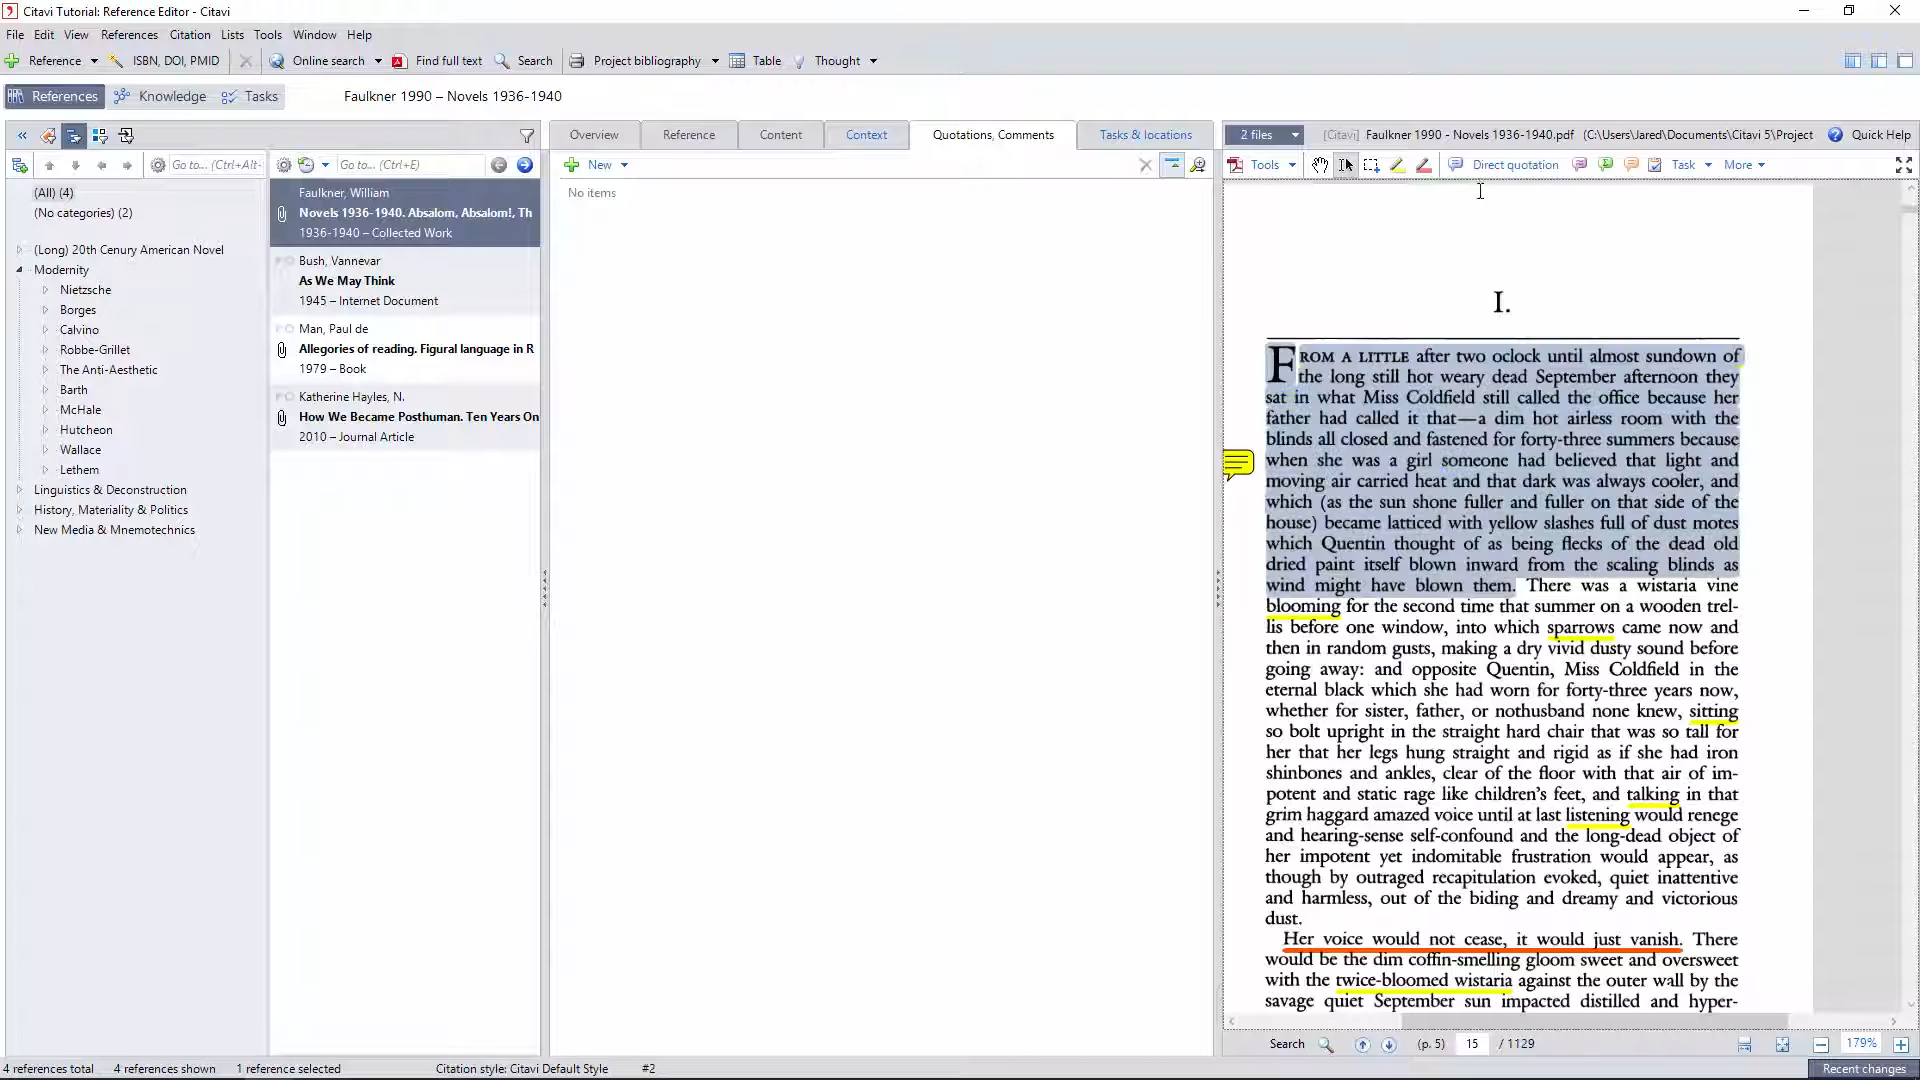 Citavi Tutorial: Reference Editor - Citavi
File Edit View References Citation Lists Tools Window Help
Reference ISBN, DOI, PMID Online search Find full text Search Project bibliography Table Thought
References Knowledge Tasks Faulkner 1990 – Novels 1936-1940
Overview Reference Content Context Quotations, Comments Tasks & locations
2 files [Citavi] Faulkner 1990 - Novels 1936-1940.pdf (C:\Users\Jared\Documents\Citavi 5\Project Quick Help
Go to... (Ctrl+Alt- Go to... (Ctrl+E) New Tools Direct quotation Task More
(All) (4)
(No categories) (2)
(Long) 20th Cenury American Novel
Modernity
Nietzsche
Borges
Calvino
Robbe-Grillet
The Anti-Aesthetic
Barth
McHale
Hutcheon
Wallace
Lethem
Linguistics & Deconstruction
History, Materiality & Politics
New Media & Mnemotechnics
Faulkner, William
Novels 1936-1940. Absalom, Absalom!, Th
1936-1940 – Collected Work
Bush, Vannevar
As We May Think
1945 – Internet Document
Man, Paul de
Allegories of reading. Figural language in R
1979 – Book
Katherine Hayles, N.
How We Became Posthuman. Ten Years On
2010 – Journal Article
No items
I.
FROM A LITTLE after two oclock until almost sundown of
the long still hot weary dead September afternoon they
sat in what Miss Coldfield still called the office because her
father had called it that—a dim hot airless room with the
blinds all closed and fastened for forty-three summers because
when she was a girl someone had believed that light and
moving air carried heat and that dark was always cooler, and
which (as the sun shone fuller and fuller on that side of the
house) became latticed with yellow slashes full of dust motes
which Quentin thought of as being flecks of the dead old
dried paint itself blown inward from the scaling blinds as
wind might have blown them. There was a wistaria vine
blooming for the second time that summer on a wooden trel-
lis before one window, into which sparrows came now and
then in random gusts, making a dry vivid dusty sound before
going away: and opposite Quentin, Miss Coldfield in the
eternal black which she had worn for forty-three years now,
whether for sister, father, or nothusband none knew, sitting
so bolt upright in the straight hard chair that was so tall for
her that her legs hung straight and rigid as if she had iron
shinbones and ankles, clear of the floor with that air of im-
potent and static rage like children's feet, and talking in that
grim haggard amazed voice until at last listening would renege
and hearing-sense self-confound and the long-dead object of
her impotent yet indomitable frustration would appear, as
though by outraged recapitulation evoked, quiet inattentive
and harmless, out of the biding and dreamy and victorious
dust.
Her voice would not cease, it would just vanish. There
would be the dim coffin-smelling gloom sweet and oversweet
with the twice-bloomed wistaria against the outer wall by the
savage quiet September sun impacted distilled and hyper-
Search (p. 5) 15 / 1129 179%
4 references total 4 references shown 1 reference selected Citation style: Citavi Default Style #2 Recent changes